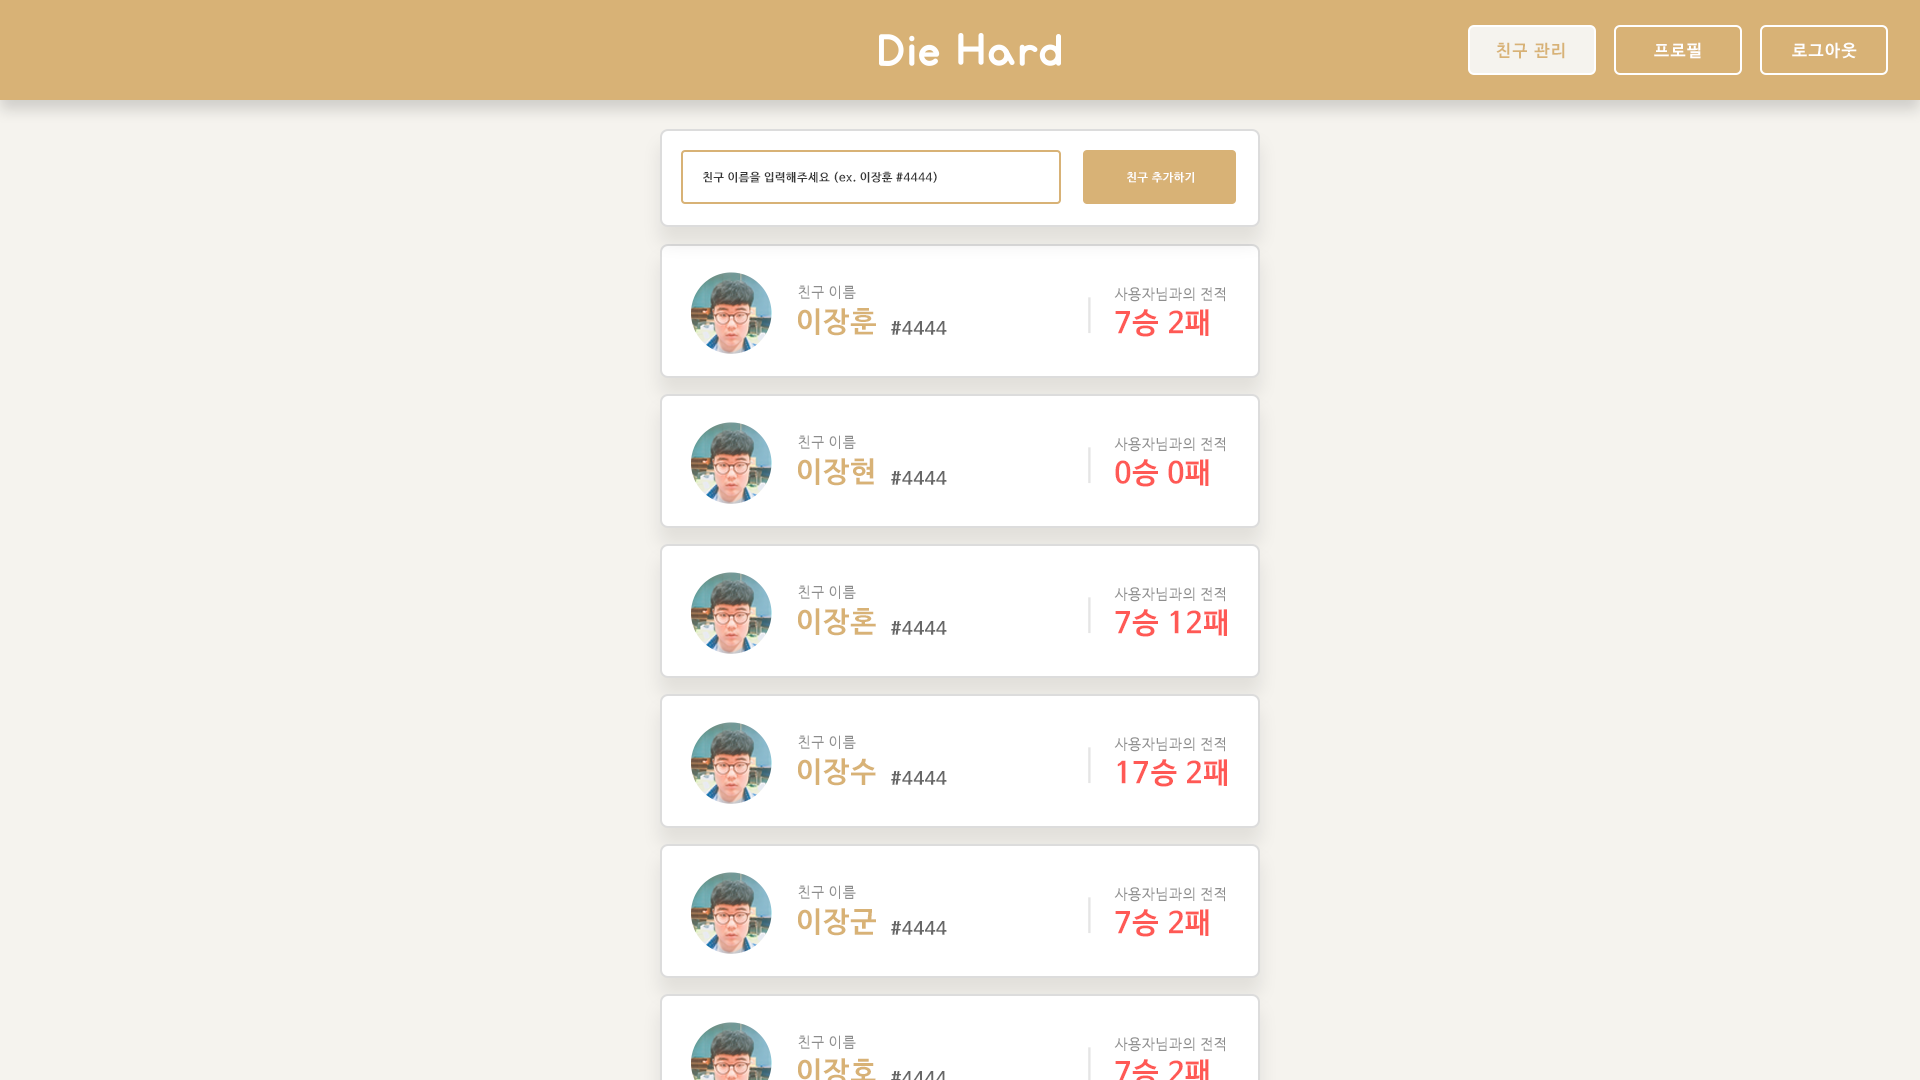 Die Hard
친구 관리
프로필
로그아웃
친구 이름을 입력해주세요 (ex. 이장훈 #4444)
친구 추가하기
친구 이름
이장훈 #4444
사용자님과의 전적
7승 2패
친구 이름
이장현 #4444
사용자님과의 전적
0승 0패
친구 이름
이장혼 #4444
사용자님과의 전적
7승 12패
친구 이름
이장수 #4444
사용자님과의 전적
17승 2패
친구 이름
이장군 #4444
사용자님과의 전적
7승 2패
친구 이름
#4444
사용자님과의 전적
7승 2패